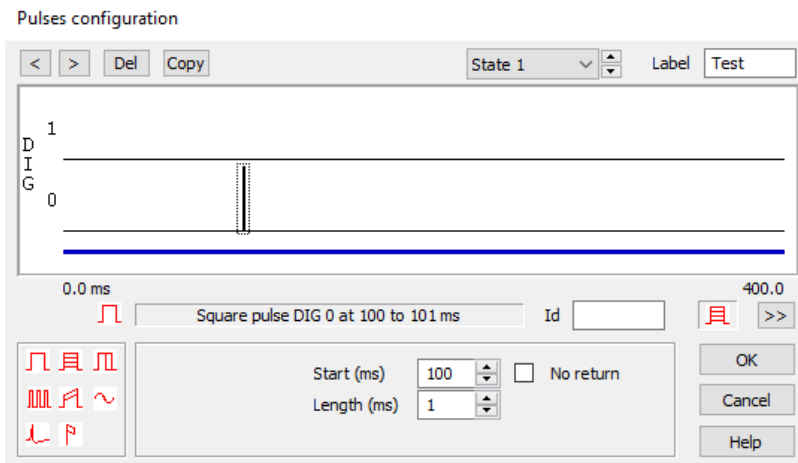 Pulses configuration
< > Del Copy State 1 Label Test
1
DIG
0
0.0 ms 400.0
Square pulse DIG 0 at 100 to 101 ms Id >>
Start (ms) 100 No return OK
Length (ms) 1 Cancel
Help